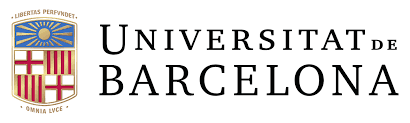 LIBERTAS PERFVNDET
OMNIA LVCE
UNIVERSITAT DE
BARCELONA